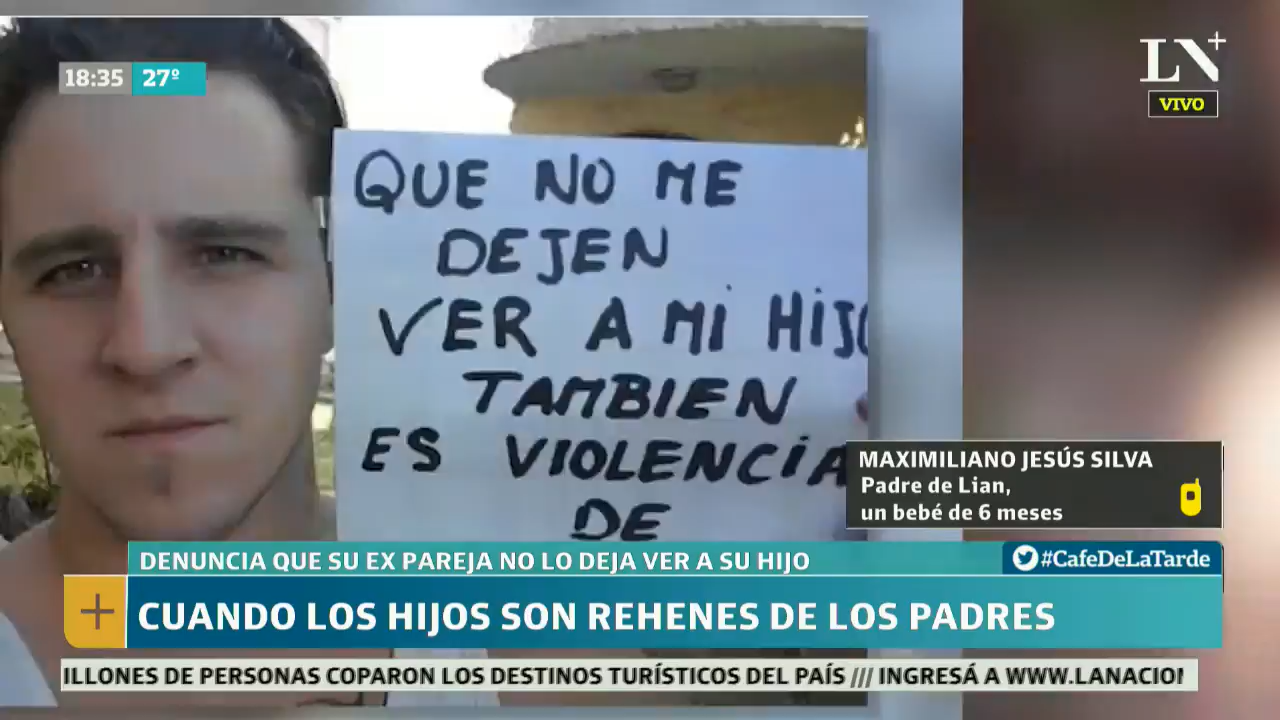 18:35 27º
LN+
VIVO
QUE NO ME
DEJEN
VER A MI HIJO
TAMBIEN
ES VIOLENCIA
DE
MAXIMILIANO JESÚS SILVA
Padre de Lian,
un bebé de 6 meses
DENUNCIA QUE SU EX PAREJA NO LO DEJA VER A SU HIJO
#CafeDeLaTarde
CUANDO LOS HIJOS SON REHENES DE LOS PADRES
ILLONES DE PERSONAS COPARON LOS DESTINOS TURÍSTICOS DEL PAÍS /// INGRESÁ A WWW.LANACIO